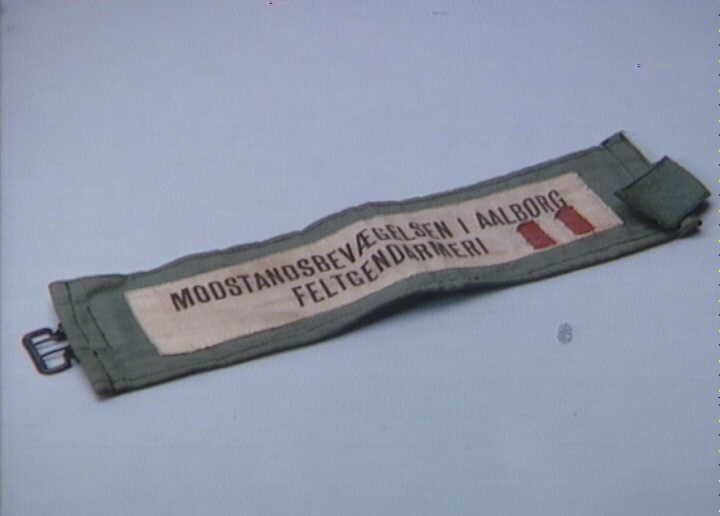 MODSTANDSBEVÆGELSEN I AALBORG
FELTGENDARMERI